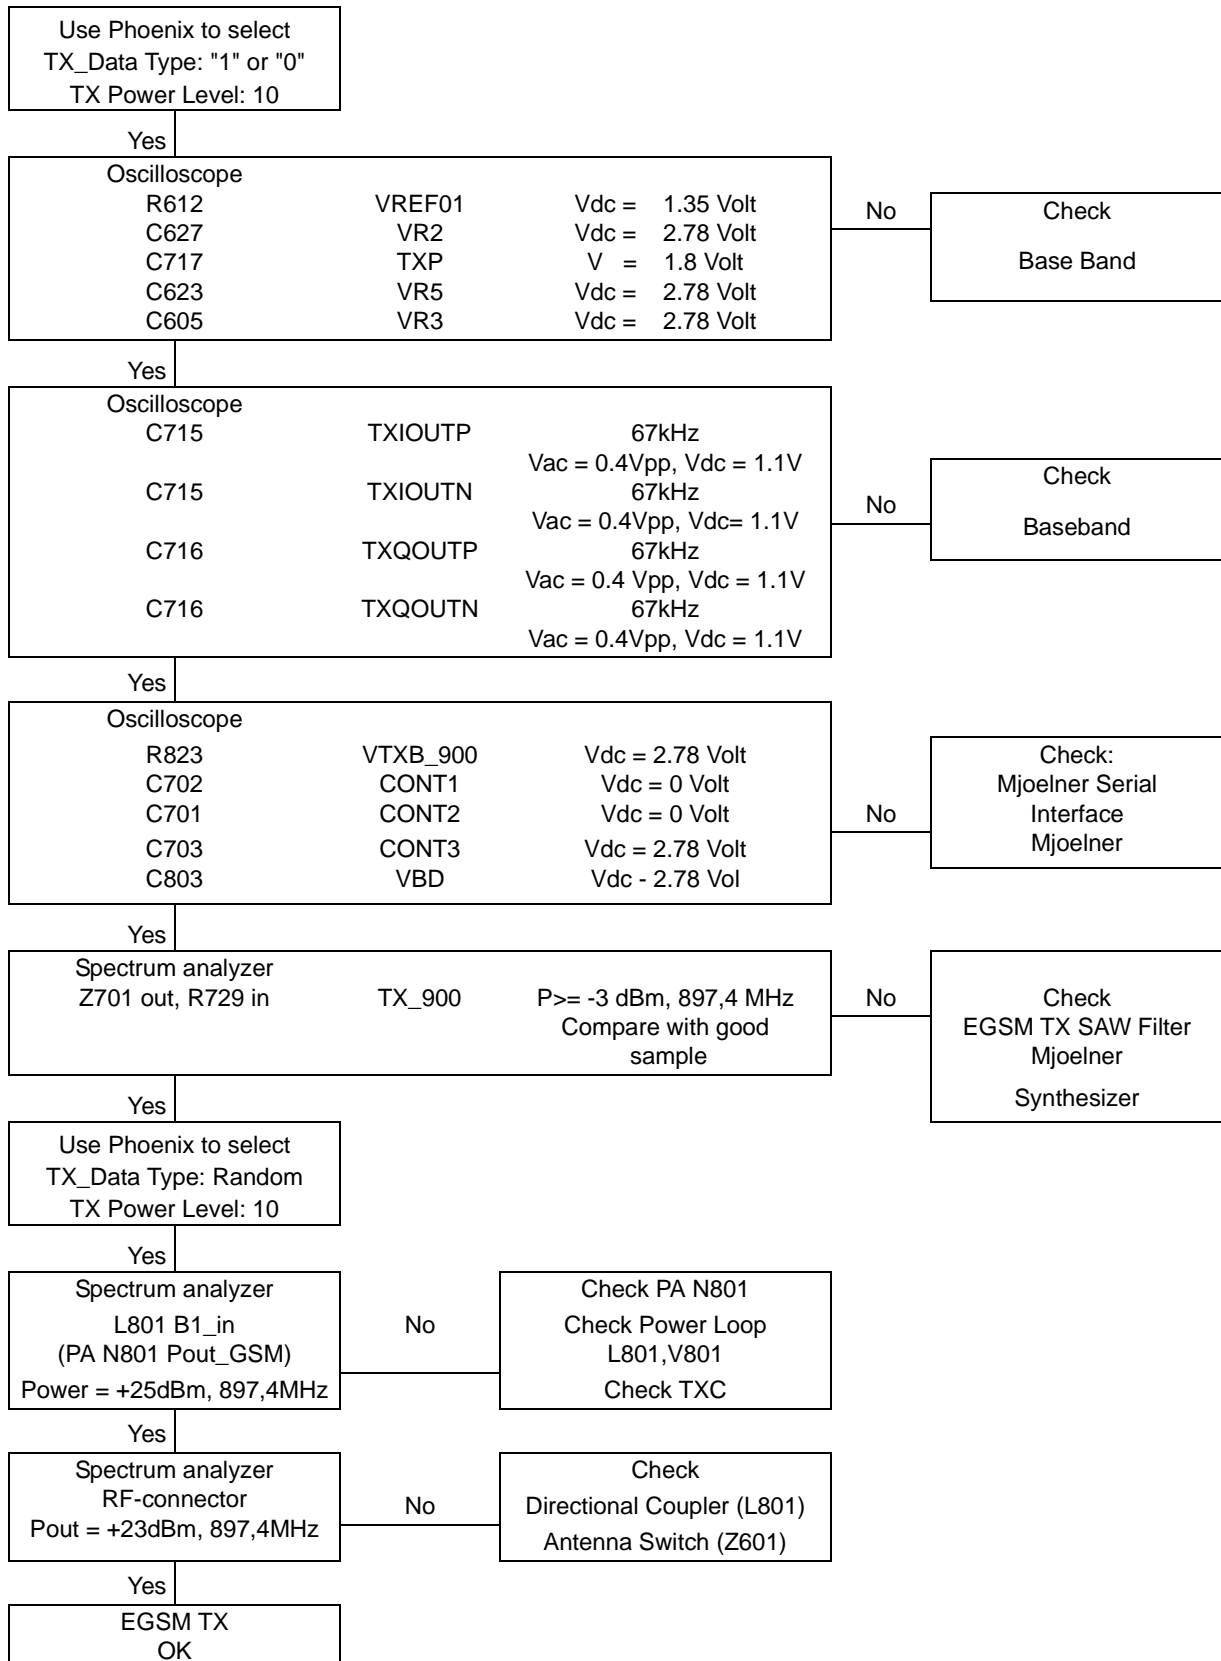 Use Phoenix to select
TX_Data Type: "1" or "0"
TX Power Level: 10
Yes
Oscilloscope
R612 VREF01 Vdc = 1.35 Volt
C627 VR2 Vdc = 2.78 Volt
C717 TXP V = 1.8 Volt
C623 VR5 Vdc = 2.78 Volt
C605 VR3 Vdc = 2.78 Volt
No
Check
Base Band
Yes
Oscilloscope
C715 TXIOUTP 67kHz
Vac = 0.4Vpp, Vdc = 1.1V
C715 TXIOUTN 67kHz
Vac = 0.4Vpp, Vdc= 1.1V
C716 TXQOUTP 67kHz
Vac = 0.4 Vpp, Vdc = 1.1V
C716 TXQOUTN 67kHz
Vac = 0.4Vpp, Vdc = 1.1V
No
Check
Baseband
Yes
Oscilloscope
R823 VTXB_900 Vdc = 2.78 Volt
C702 CONT1 Vdc = 0 Volt
C701 CONT2 Vdc = 0 Volt
C703 CONT3 Vdc = 2.78 Volt
C803 VBD Vdc - 2.78 Vol
No
Check:
Mjoelner Serial
Interface
Mjoelner
Yes
Spectrum analyzer
Z701 out, R729 in TX_900 P>= -3 dBm, 897,4 MHz
Compare with good
sample
No
Check
EGSM TX SAW Filter
Mjoelner
Synthesizer
Yes
Use Phoenix to select
TX_Data Type: Random
TX Power Level: 10
Yes
Spectrum analyzer
L801 B1_in
(PA N801 Pout_GSM)
Power = +25dBm, 897,4MHz
No
Check PA N801
Check Power Loop
L801,V801
Check TXC
Yes
Spectrum analyzer
RF-connector
Pout = +23dBm, 897,4MHz
No
Check
Directional Coupler (L801)
Antenna Switch (Z601)
Yes
EGSM TX
OK